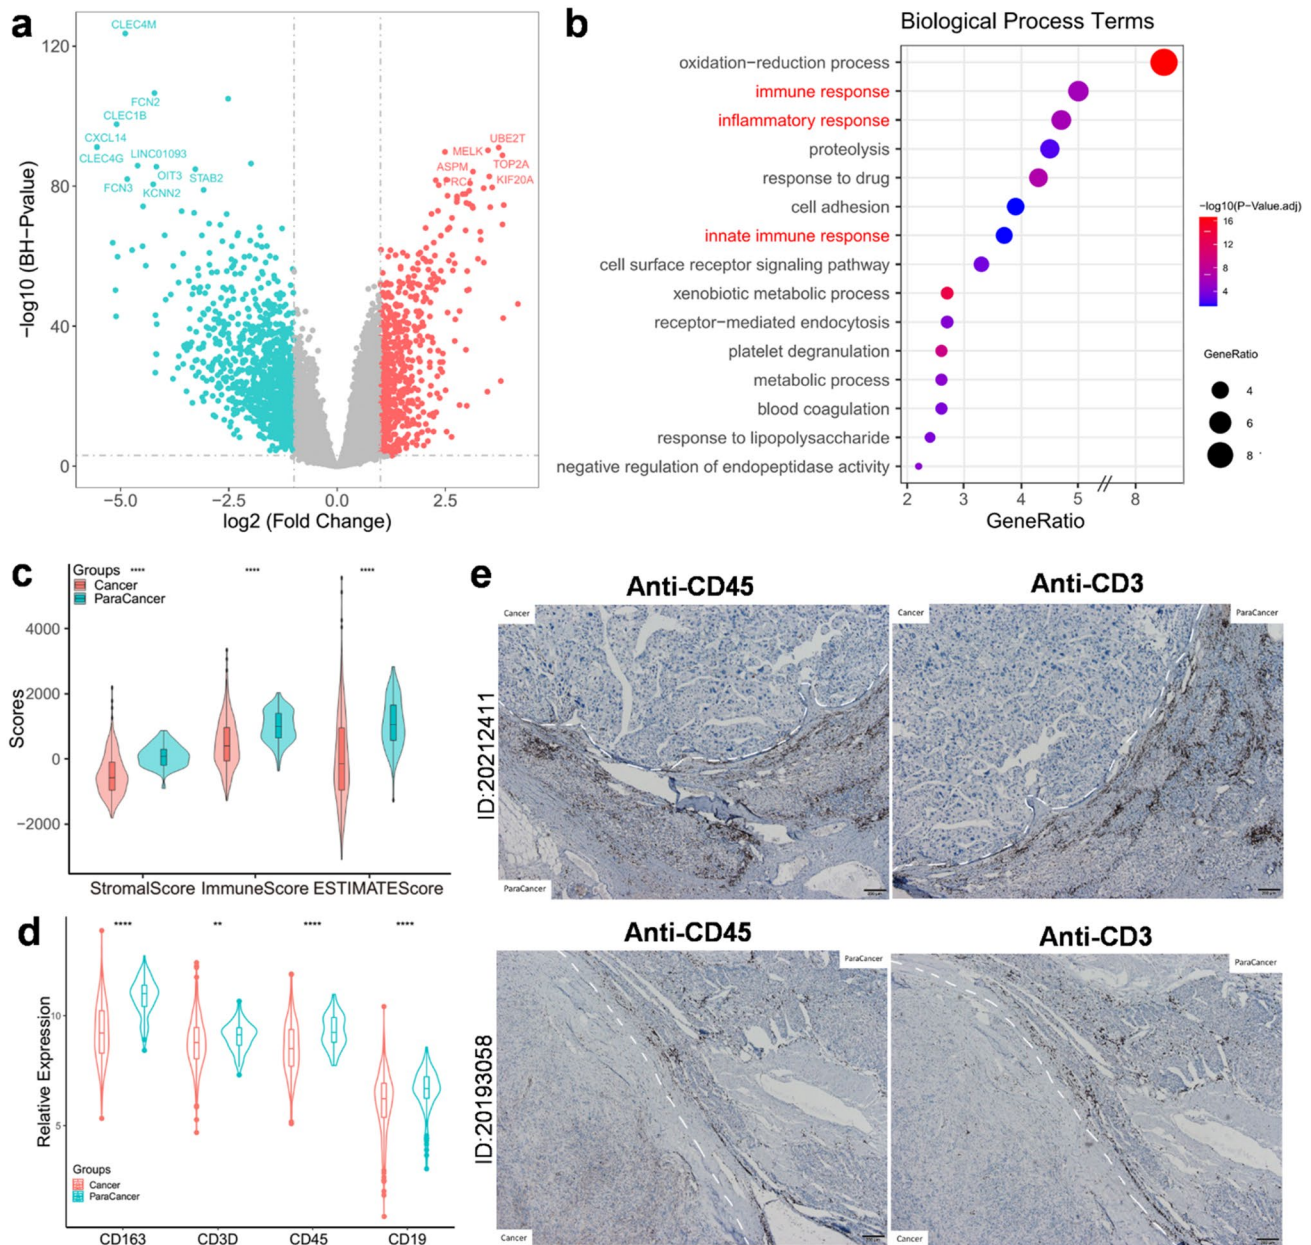 a
CLEC4M
FCN2
CLEC1B
CXCL14
CLEC4G
LINC01093
OIT3
STAB2
FCN3
KCNN2
UBE2T
MELK
TOP2A
ASPM
PRC1
KIF20A
120
80
40
0
−log10 (BH−Pvalue)
−5.0 −2.5 0.0 2.5
log2 (Fold Change)
b
Biological Process Terms
oxidation−reduction process
immune response
inflammatory response
proteolysis
response to drug
cell adhesion
innate immune response
cell surface receptor signaling pathway
xenobiotic metabolic process
receptor−mediated endocytosis
platelet degranulation
metabolic process
blood coagulation
response to lipopolysaccharide
negative regulation of endopeptidase activity
2 3 4 5 // 8
GeneRatio
−log10(P−Value.adj)
16
12
8
4
GeneRatio
4
6
8
c
Groups
Cancer
ParaCancer
**** **** ****
4000
2000
0
−2000
Scores
StromalScore ImmuneScore ESTIMATEScore
d
**** ** **** ****
10
5
Relative Expression
Groups
Cancer
ParaCancer
CD163 CD3D CD45 CD19
e
Anti-CD45 Anti-CD3
ID:20212411
Cancer
ParaCancer
Cancer
ParaCancer
Anti-CD45 Anti-CD3
ID:20193058
ParaCancer
Cancer
ParaCancer
Cancer